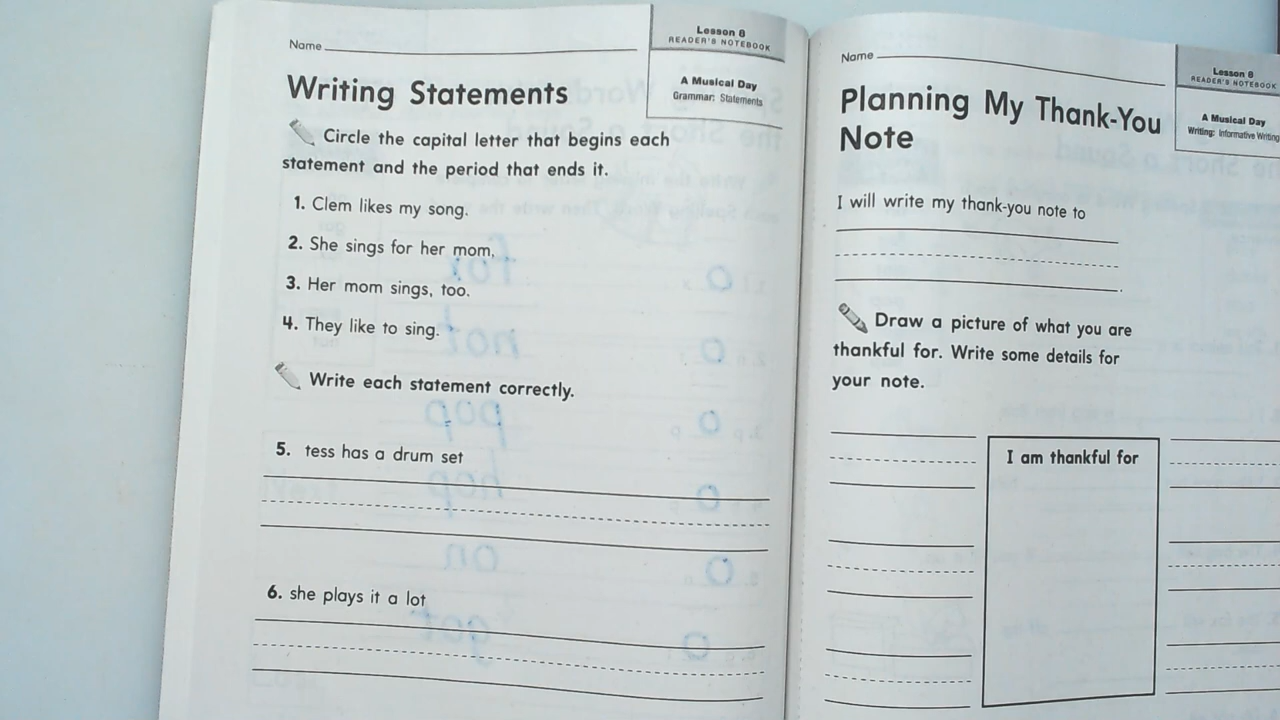 Name
Lesson 8
READER'S NOTEBOOK
A Musical Day
Grammar: Statements
Writing Statements
Circle the capital letter that begins each
statement and the period that ends it.
1. Clem likes my song.
2. She sings for her mom.
3. Her mom sings, too.
4. They like to sing.
Write each statement correctly.
5. tess has a drum set
6. she plays it a lot
Name
Lesson 8
READER'S NOTEBOOK
A Musical Day
Writing: Informative Writing
Planning My Thank-You
Note
I will write my thank-you note to
.
Draw a picture of what you are
thankful for. Write some details for
your note.
I am thankful for